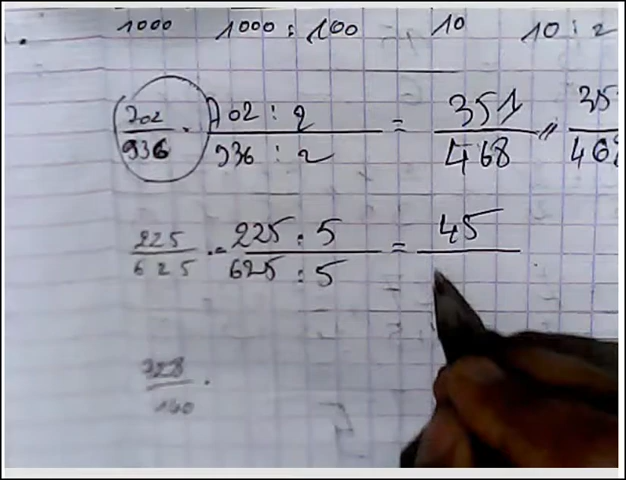 1000 1000 : 100 = 10 10 : 2
702/936 = 702 : 2/936 : 2 = 351/468 = 35/468
225/625 = 225 : 5/625 : 5 = 45/